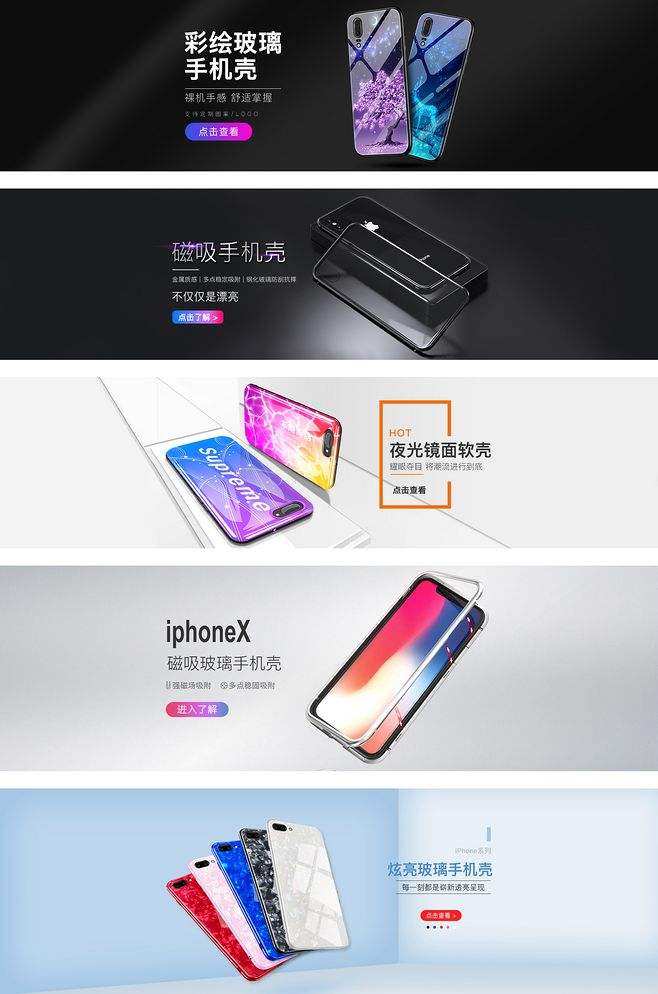 彩绘玻璃
手机壳
裸机手感 舒适掌握
支持定制图案/LOGO
点击查看
磁吸手机壳
金属质感 | 多点稳定吸附 | 钢化玻璃防刮抗摔
不仅仅是漂亮
点击了解 >
iPhone
Supreme
HOT
夜光镜面软壳
耀眼夺目 将潮流进行到底
点击查看
iphoneX
磁吸玻璃手机壳
强磁场吸附 多点稳固吸附
进入了解
iPhone系列
炫亮玻璃手机壳
每一刻都是崭新透亮呈现
点击查看 >